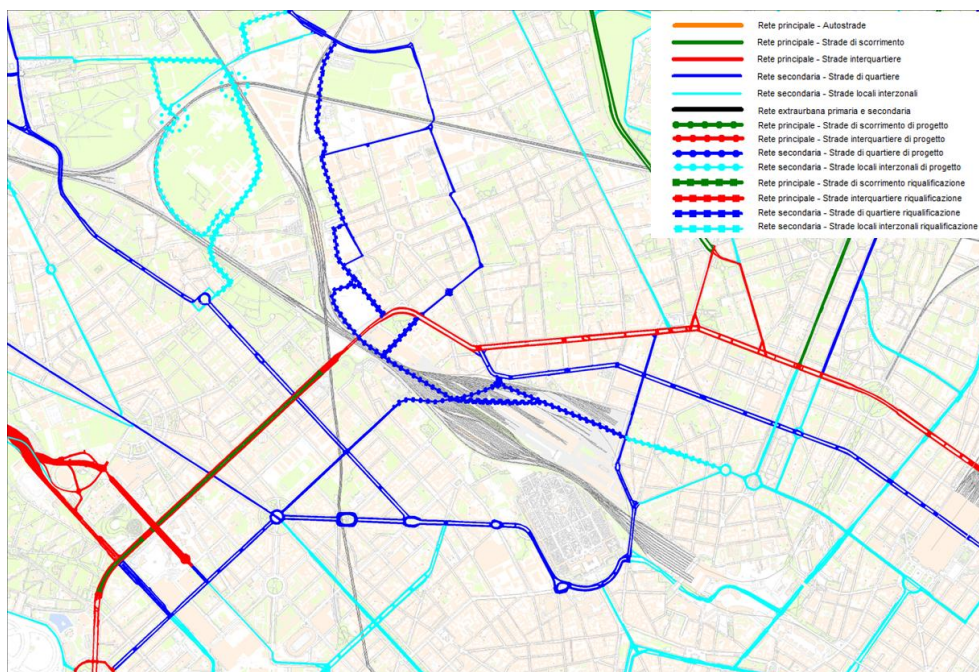 Rete principale - Autostrade
Rete principale - Strade di scorrimento
Rete principale - Strade interquartiere
Rete secondaria - Strade di quartiere
Rete secondaria - Strade locali interzonali
Rete extraurbana primaria e secondaria
Rete principale - Strade di scorrimento di progetto
Rete principale - Strade interquartiere di progetto
Rete secondaria - Strade di quartiere di progetto
Rete secondaria - Strade locali interzonali di progetto
Rete principale - Strade di scorrimento riqualificazione
Rete principale - Strade interquartiere riqualificazione
Rete secondaria - Strade di quartiere riqualificazione
Rete secondaria - Strade locali interzonali riqualificazione